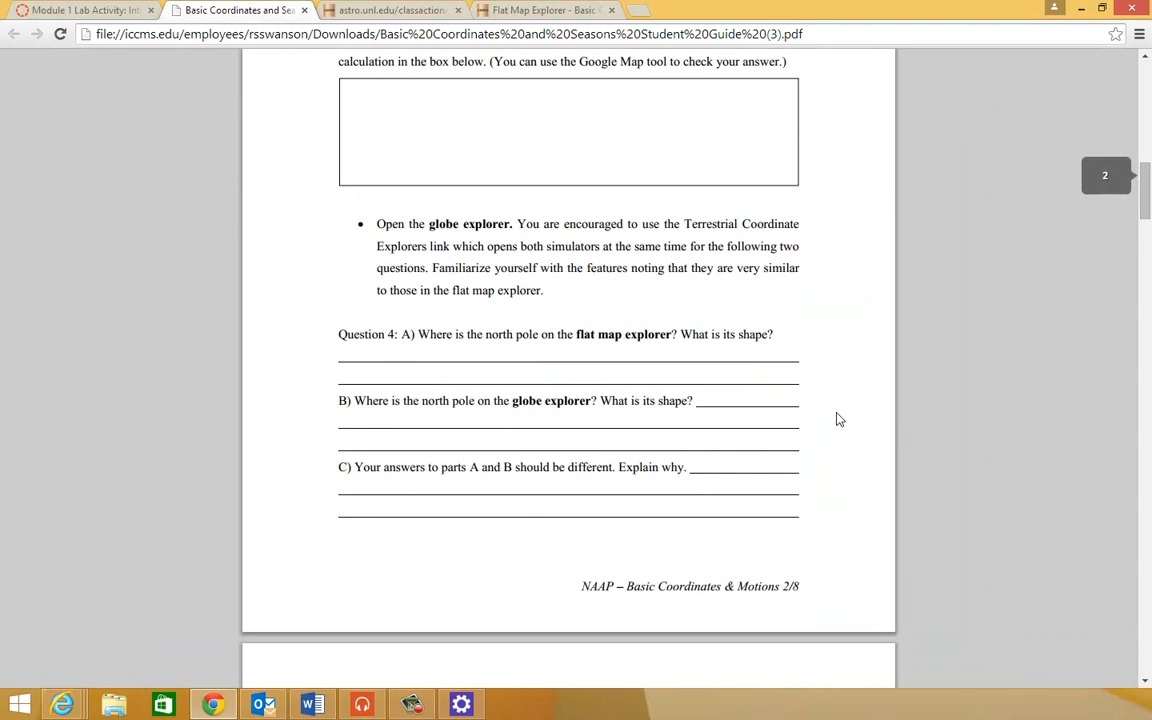 Module 1 Lab Activity: Int
Basic Coordinates and Sea
astro.unl.edu/classaction
Flat Map Explorer - Basic C
file://iccms.edu/employees/rsswanson/Downloads/Basic%20Coordinates%20and%20Seasons%20Student%20Guide%20(3).pdf
calculation in the box below. (You can use the Google Map tool to check your answer.)
2
• Open the globe explorer. You are encouraged to use the Terrestrial Coordinate
Explorers link which opens both simulators at the same time for the following two
questions. Familiarize yourself with the features noting that they are very similar
to those in the flat map explorer.
Question 4: A) Where is the north pole on the flat map explorer? What is its shape?
B) Where is the north pole on the globe explorer? What is its shape?
C) Your answers to parts A and B should be different. Explain why.
NAAP – Basic Coordinates & Motions 2/8